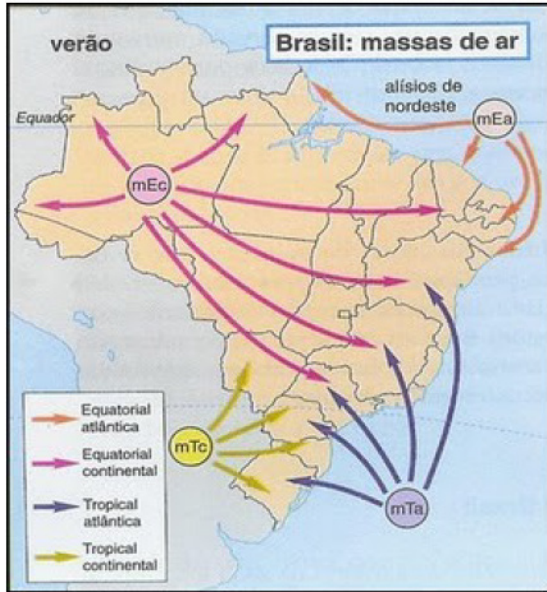 verão
Brasil: massas de ar
alísios de
nordeste
mEa
Equador
mEc
mTc
mTa
Equatorial
atlântica
Equatorial
continental
Tropical
atlântica
Tropical
continental